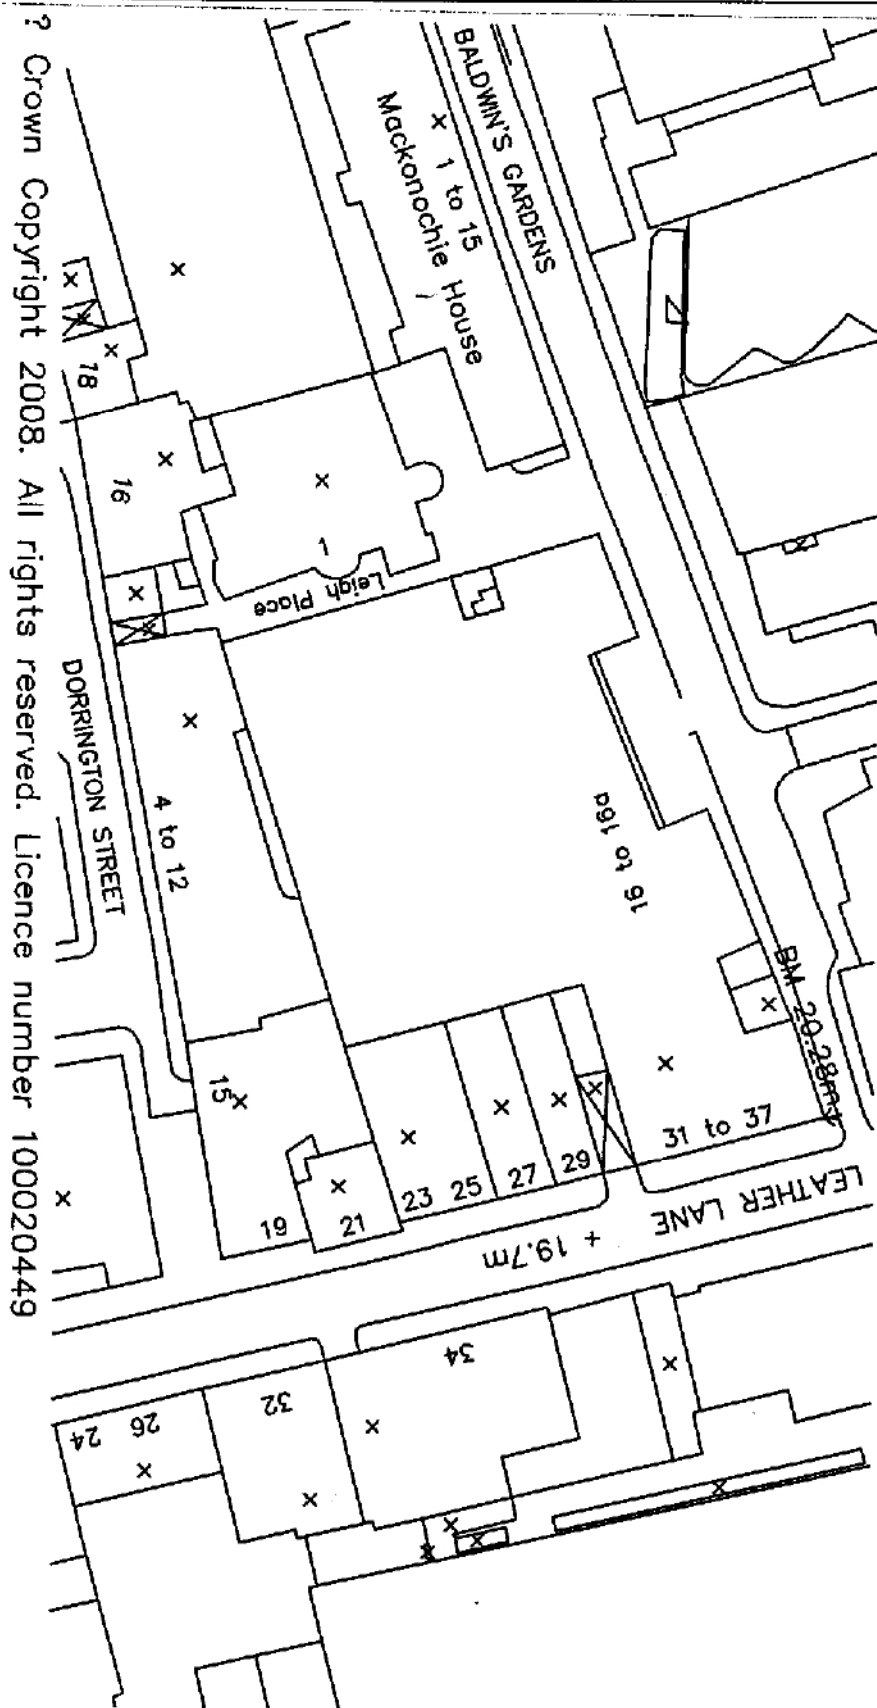 BALDWIN'S GARDENS
1 to 15
Mackonochie House
18
16
1
Leigh Place
DORRINGTON STREET
4 to 12
16 to 16a
BM 20.28m
15
31 to 37
29
27
25
23
21
19
LEATHER LANE
+ 19.7m
34
32
26
24
? Crown Copyright 2008. All rights reserved. Licence number 100020449